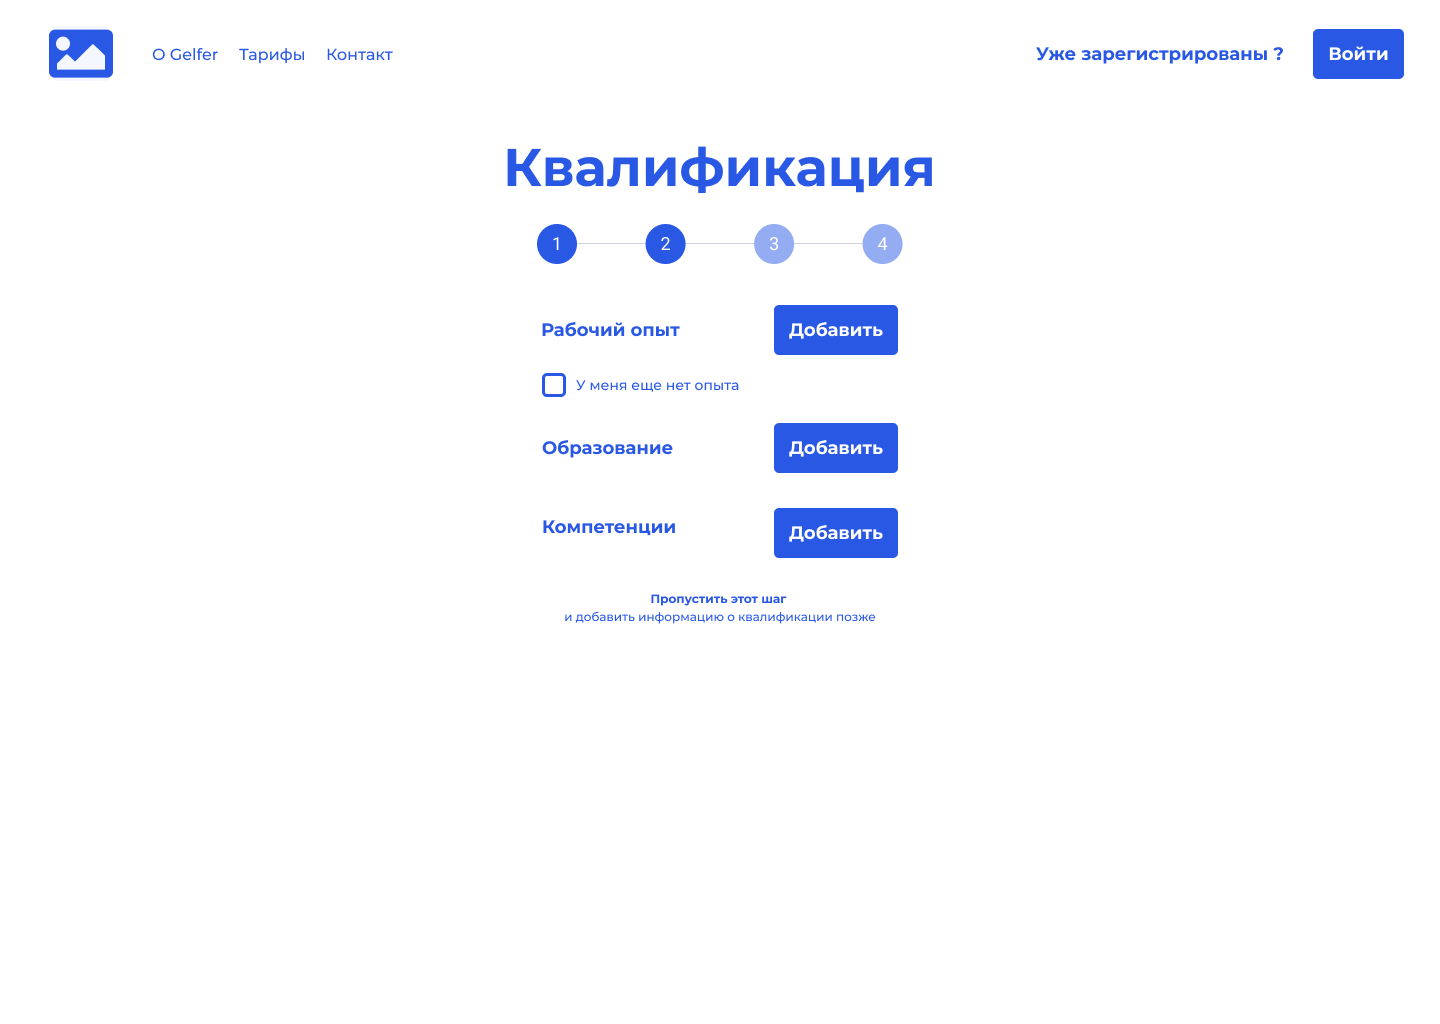 О Gelfer Тарифы Контакт Уже зарегистрированы ? Войти
Квалификация
1 2 3 4
Рабочий опыт Добавить
У меня еще нет опыта
Образование Добавить
Компетенции Добавить
Пропустить этот шаг
и добавить информацию о квалификации позже